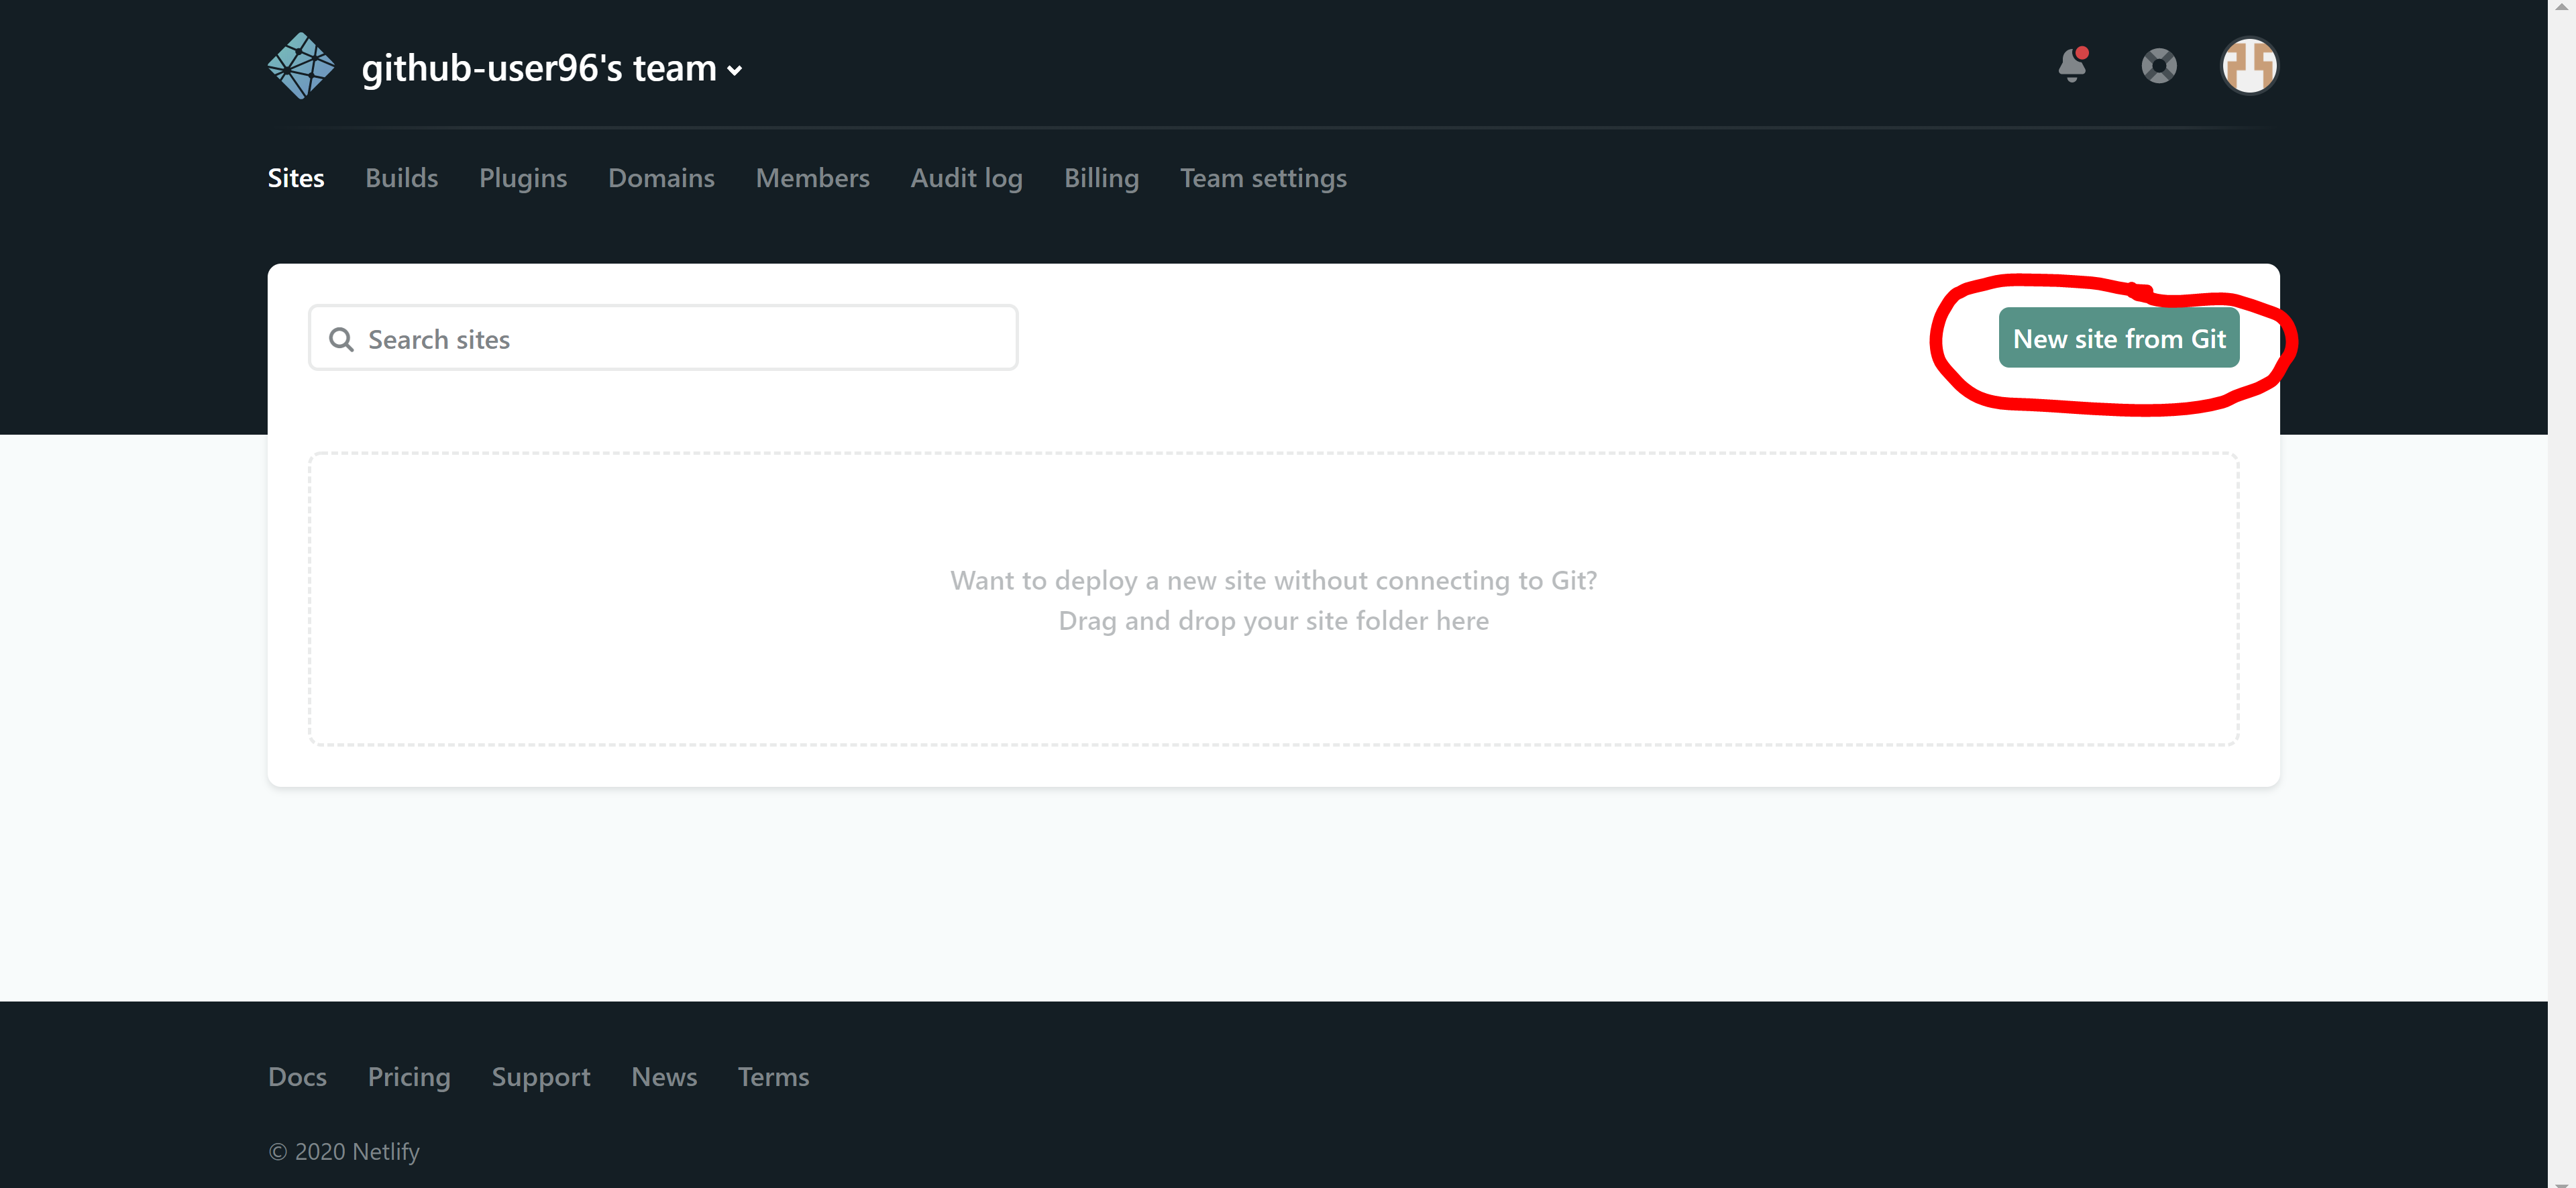 github-user96's team
Sites Builds Plugins Domains Members Audit log Billing Team settings
Search sites
New site from Git
Want to deploy a new site without connecting to Git?
Drag and drop your site folder here
Docs Pricing Support News Terms
© 2020 Netlify